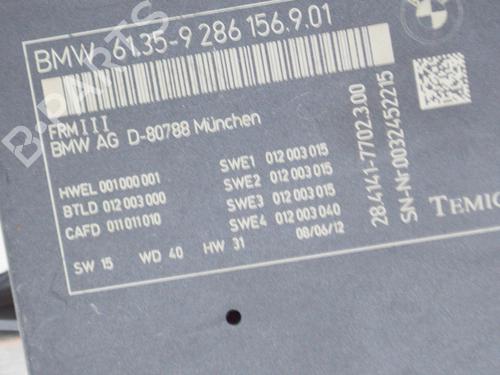 BMW 61.35-9 286 156.9.01
FRM III
BMW AG D-80788 München
HWEL 001 000 001
BTLD 012 003 000
CAFD 011 011 010
SWE1 012 003 015
SWE2 012 003 015
SWE3 012 003 015
SWE4 012 003 040
SW 15 WD 40 HW 31 08/06/12
28.4141-7702.3.00
SN-Nr.0032452215
TEMIC
B-PARTS